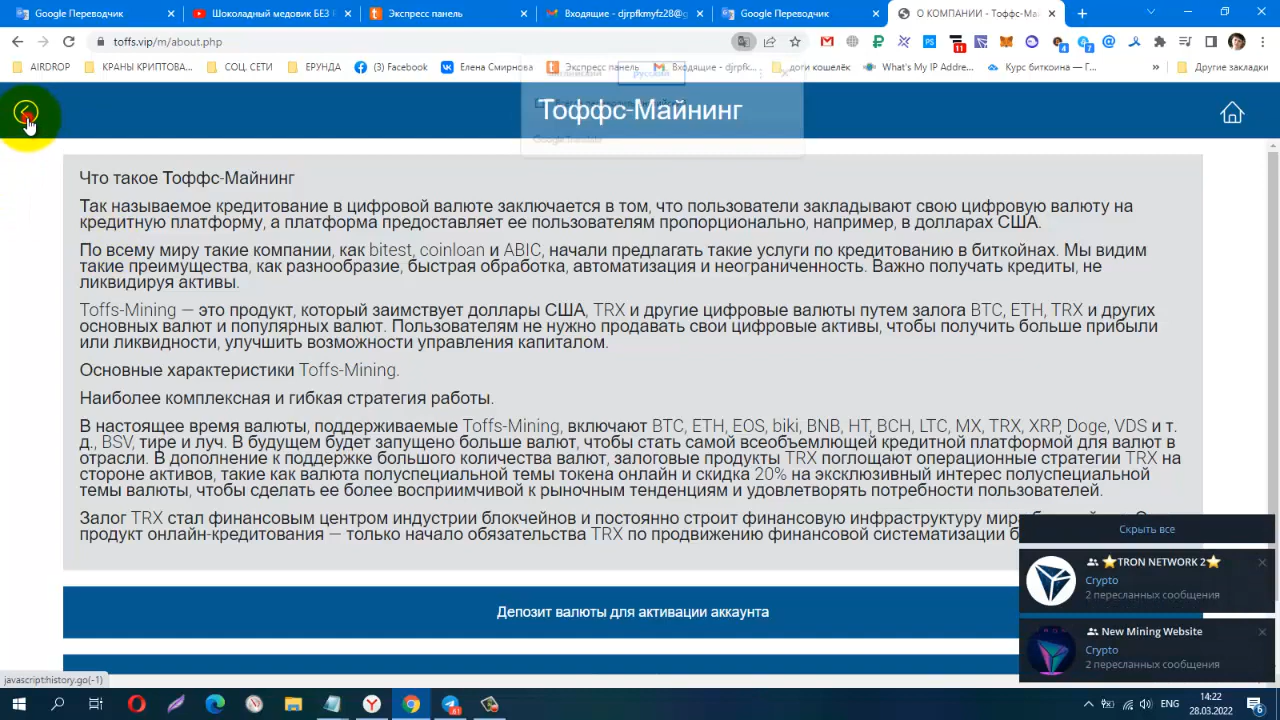 Google Переводчик
Шоколадный медовик БЕЗ
Экспресс панель
Входящие - djrpfkmyfz28@
Google Переводчик
О КОМПАНИИ - Тоффс-Ма
toffs.vip/m/about.php
AIRDROP
КРАНЫ КРИПТОВА...
СОЦ. СЕТИ
ЕРУНДА
(3) Facebook
Елена Смирнова
Экспресс панель
Входящие - djrpfk...
доги кошелёк
What's My IP Addre...
Курс биткоина — Г...
»
Другие закладки
русский
Тоффс-Майнинг
Google Translate
Что такое Тоффс-Майнинг
Так называемое кредитование в цифровой валюте заключается в том, что пользователи закладывают свою цифровую валюту на
кредитную платформу, а платформа предоставляет ее пользователям пропорционально, например, в долларах США.
По всему миру такие компании, как bitest, coinloan и ABIC, начали предлагать такие услуги по кредитованию в биткойнах. Мы видим
такие преимущества, как разнообразие, быстрая обработка, автоматизация и неограниченность. Важно получать кредиты, не
ликвидируя активы.
Toffs-Mining — это продукт, который заимствует доллары США, TRX и другие цифровые валюты путем залога BTC, ETH, TRX и других
основных валют и популярных валют. Пользователям не нужно продавать свои цифровые активы, чтобы получить больше прибыли
или ликвидности, улучшить возможности управления капиталом.
Основные характеристики Toffs-Mining.
Наиболее комплексная и гибкая стратегия работы.
В настоящее время валюты, поддерживаемые Toffs-Mining, включают BTC, ETH, EOS, biki, BNB, HT, BCH, LTC, MX, TRX, XRP, Doge, VDS и т.
д., BSV, тире и луч. В будущем будет запущено больше валют, чтобы стать самой всеобъемлющей кредитной платформой для валют в
отрасли. В дополнение к поддержке большого количества валют, залоговые продукты TRX поглощают операционные стратегии TRX на
стороне активов, такие как валюта полуспециальной темы токена онлайн и скидка 20% на эксклюзивный интерес полуспециальной
темы валюты, чтобы сделать ее более восприимчивой к рыночным тенденциям и удовлетворять потребности пользователей.
Залог TRX стал финансовым центром индустрии блокчейнов и постоянно строит финансовую инфраструктуру
продукт онлайн-кредитования — только начало обязательства TRX по продвижению финансовой систематизации
Депозит валюты для активации аккаунта
Скрыть все
⭐TRON NETWORK 2⭐
Crypto
2 пересланных сообщения
New Mining Website
Crypto
2 пересланных сообщения
javascript:history.go(-1)
ENG
14:22
28.03.2022